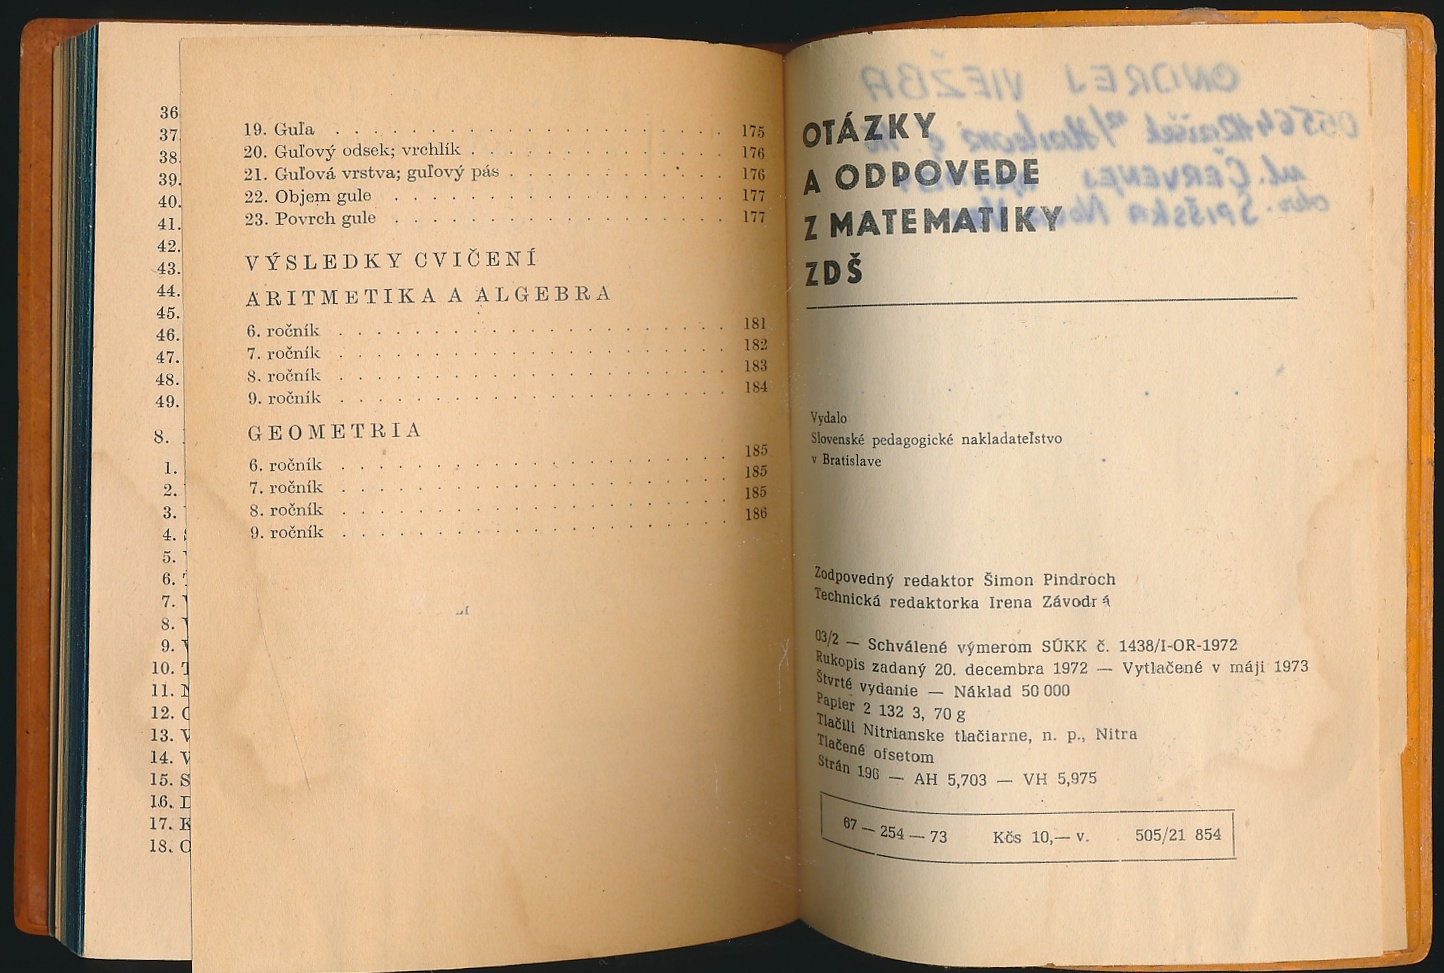 36
37.
38.
39.
40.
41.
42.
43.
44.
45.
46.
47.
48.
49.
8.
1.
2.
3.
4.
5.
6.
7.
8.
9.
10.
11.
12.
13.
14.
15.
16.
17.
18.
19. Guľa . . . . . . . . . . . . . . . . . . . 175
20. Guľový odsek; vrchlík . . . . . . . . . . . . . 176
21. Guľová vrstva; guľový pás . . . . . . . . . . . 176
22. Objem gule . . . . . . . . . . . . . . . . 177
23. Povrch gule . . . . . . . . . . . . . . . . 177
VÝSLEDKY CVIČENÍ
ARITMETIKA A ALGEBRA
6. ročník . . . . . . . . . . . . . . . . . . 181
7. ročník . . . . . . . . . . . . . . . . . . 182
8. ročník . . . . . . . . . . . . . . . . . . 183
9. ročník . . . . . . . . . . . . . . . . . . 184
GEOMETRIA
6. ročník . . . . . . . . . . . . . . . . . . 185
7. ročník . . . . . . . . . . . . . . . . . . 185
8. ročník . . . . . . . . . . . . . . . . . . 185
9. ročník . . . . . . . . . . . . . . . . . . 186
ONDREJ VIEŽBA
OTÁZKY
A ODPOVEDE
Z MATEMATIKY
ZDŠ
Vydalo
Slovenské pedagogické nakladateľstvo
v Bratislave
Zodpovedný redaktor Šimon Pindroch
Technická redaktorka Irena Závodná
03/2 — Schválené výmerom SÚKK č. 1438/I-OR-1972
Rukopis zadaný 20. decembra 1972 — Vytlačené v máji 1973
Štvrté vydanie — Náklad 50 000
Papier 2 132 3, 70 g
Tlačili Nitrianske tlačiarne, n. p., Nitra
Tlačené ofsetom
Strán 196 — AH 5,703 — VH 5,975
67 — 254 — 73 Kčs 10,— v. 505/21 854